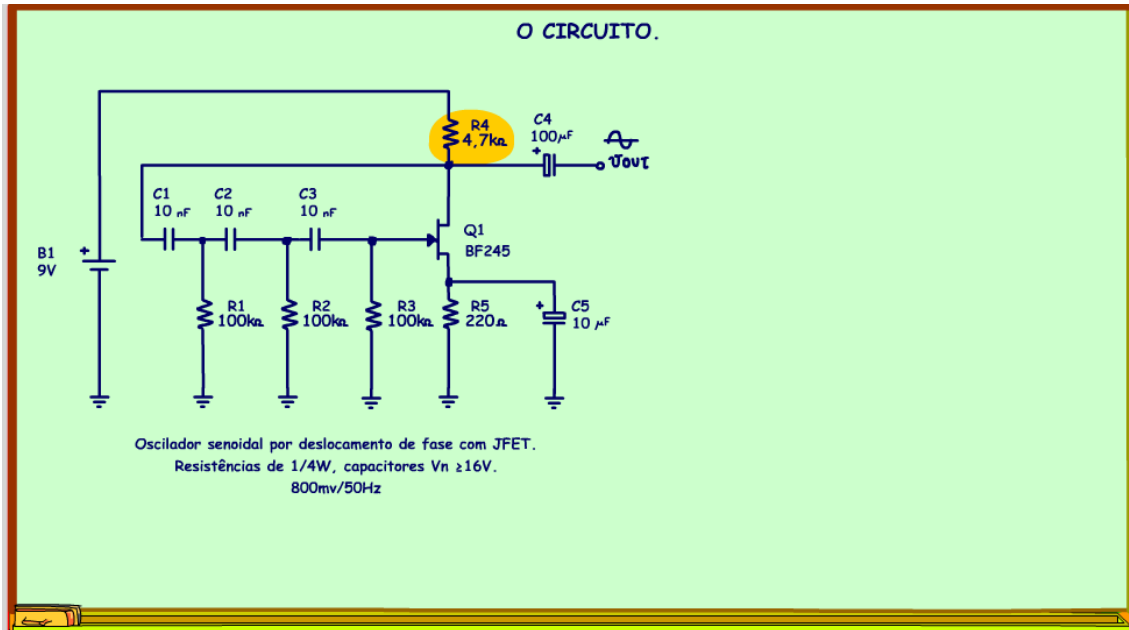 O CIRCUITO.
R4
4,7kΩ
C4
100μF
+
vout
C1
10 nF
C2
10 nF
C3
10 nF
Q1
BF245
B1
9V
+
R1
100kΩ
R2
100kΩ
R3
100kΩ
R5
220Ω
+
C5
10 μF
Oscilador senoidal por deslocamento de fase com JFET.
Resistências de 1/4W, capacitores Vn ≥16V.
800mv/50Hz